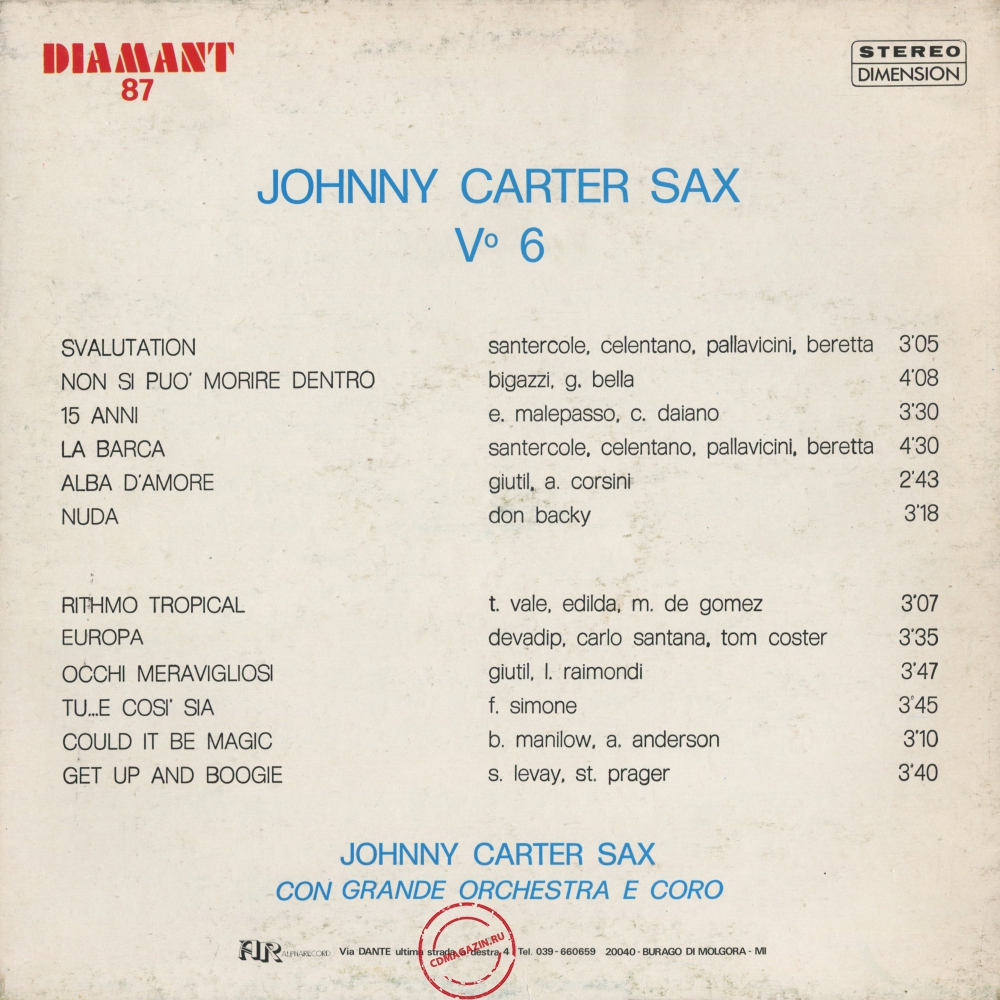 DIAMANT
87
STEREO
DIMENSION
JOHNNY CARTER SAX
Vº 6
SVALUTATION santercole, celentano, pallavicini, beretta 3'05
NON SI PUO' MORIRE DENTRO bigazzi, g. bella 4'08
15 ANNI e. malepasso, c. daiano 3'30
LA BARCA santercole, celentano, pallavicini, beretta 4'30
ALBA D'AMORE giutil, a. corsini 2'43
NUDA don backy 3'18
RITHMO TROPICAL t. vale, edilda, m. de gomez 3'07
EUROPA devadip, carlo santana, tom coster 3'35
OCCHI MERAVIGLIOSI giutil, l. raimondi 3'47
TU...E COSI' SIA f. simone 3'45
COULD IT BE MAGIC b. manilow, a. anderson 3'10
GET UP AND BOOGIE s. levay, st. prager 3'40
JOHNNY CARTER SAX
CON GRANDE ORCHESTRA E CORO
AR ALPHARECORD Via DANTE ultima strada a destra, 4 Tel. 039-660659 20040 - BURAGO DI MOLGORA - MI
CDMAGAZIN.RU